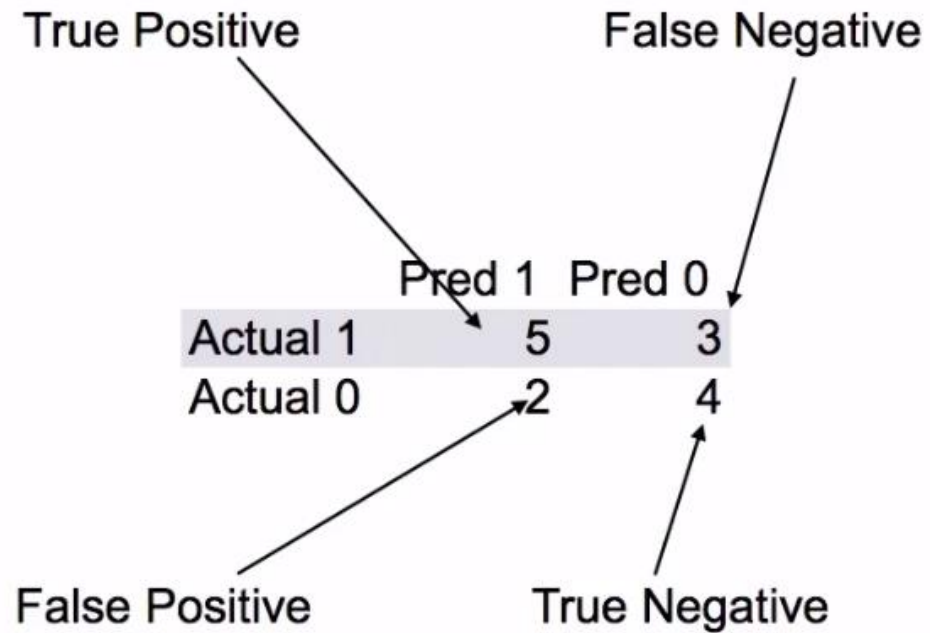 True Positive False Negative
Pred 1 Pred 0
Actual 1 5 3
Actual 0 2 4
False Positive True Negative